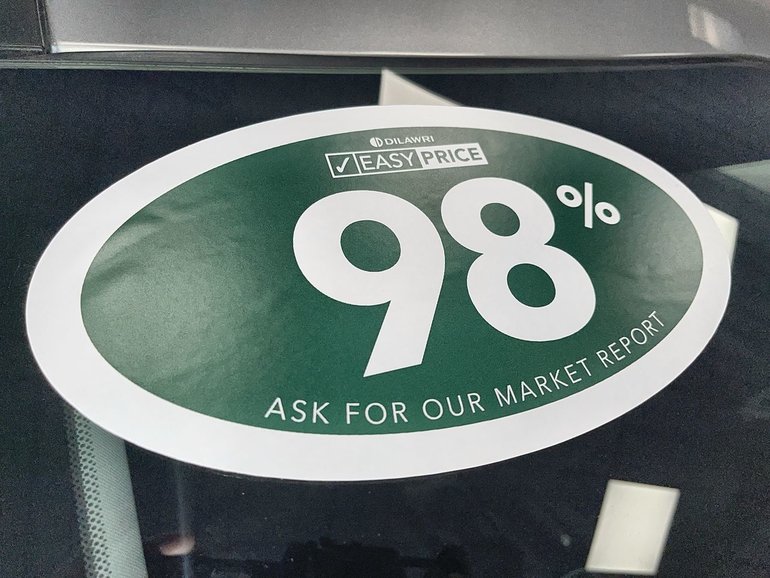 DILAWRI
✓ EASY PRICE
98%
ASK FOR OUR MARKET REPORT